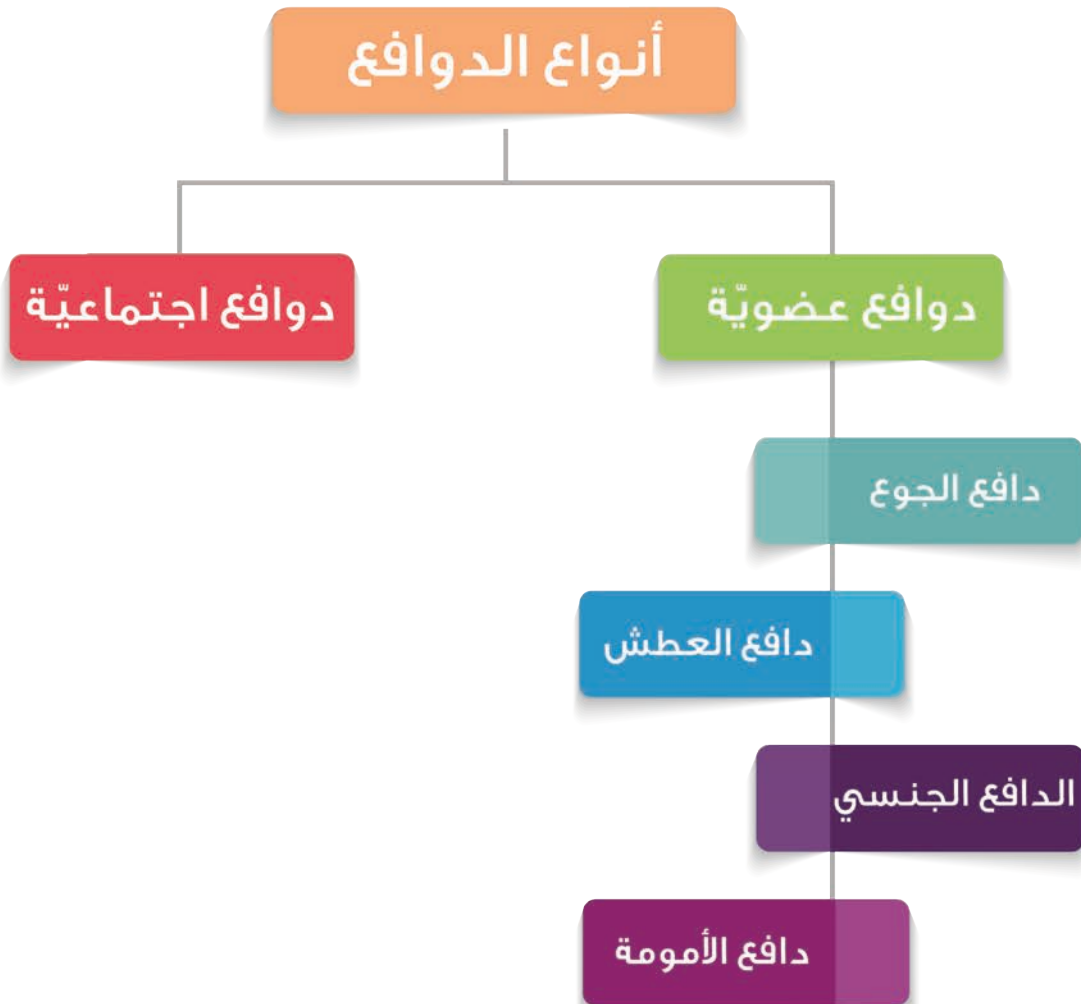 أنواع الدوافع
دوافع عضويّة
دوافع اجتماعيّة
دافع الجوع
دافع العطش
الدافع الجنسي
دافع الأمومة